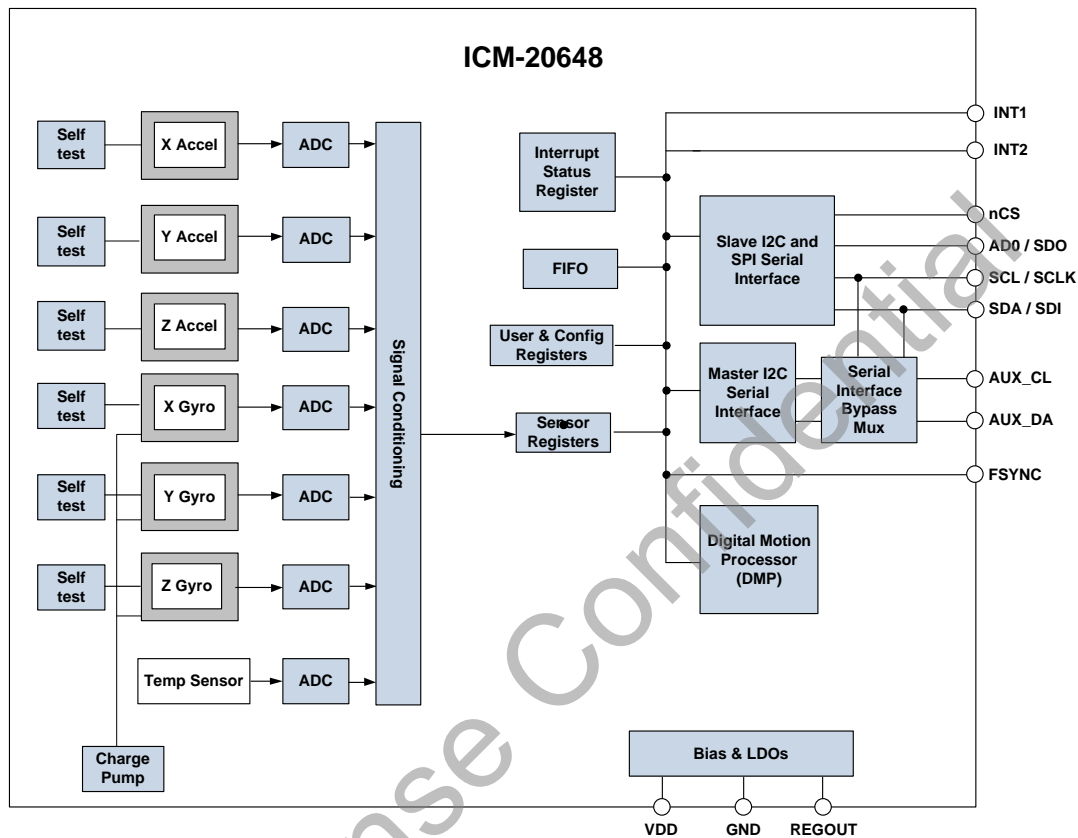 ICM-20648
Self
test
X Accel
ADC
Self
test
Y Accel
ADC
Self
test
Z Accel
ADC
Self
test
X Gyro
ADC
Self
test
Y Gyro
ADC
Self
test
Z Gyro
ADC
Temp Sensor
ADC
Charge
Pump
Signal Conditioning
Interrupt
Status
Register
FIFO
User & Config
Registers
Sensor
Registers
Slave I2C and
SPI Serial
Interface
Master I2C
Serial
Interface
Serial
Interface
Bypass
Mux
Digital Motion
Processor
(DMP)
Bias & LDOs
INT1
INT2
nCS
AD0 / SDO
SCL / SCLK
SDA / SDI
AUX_CL
AUX_DA
FSYNC
VDD
GND
REGOUT
nse Confidential